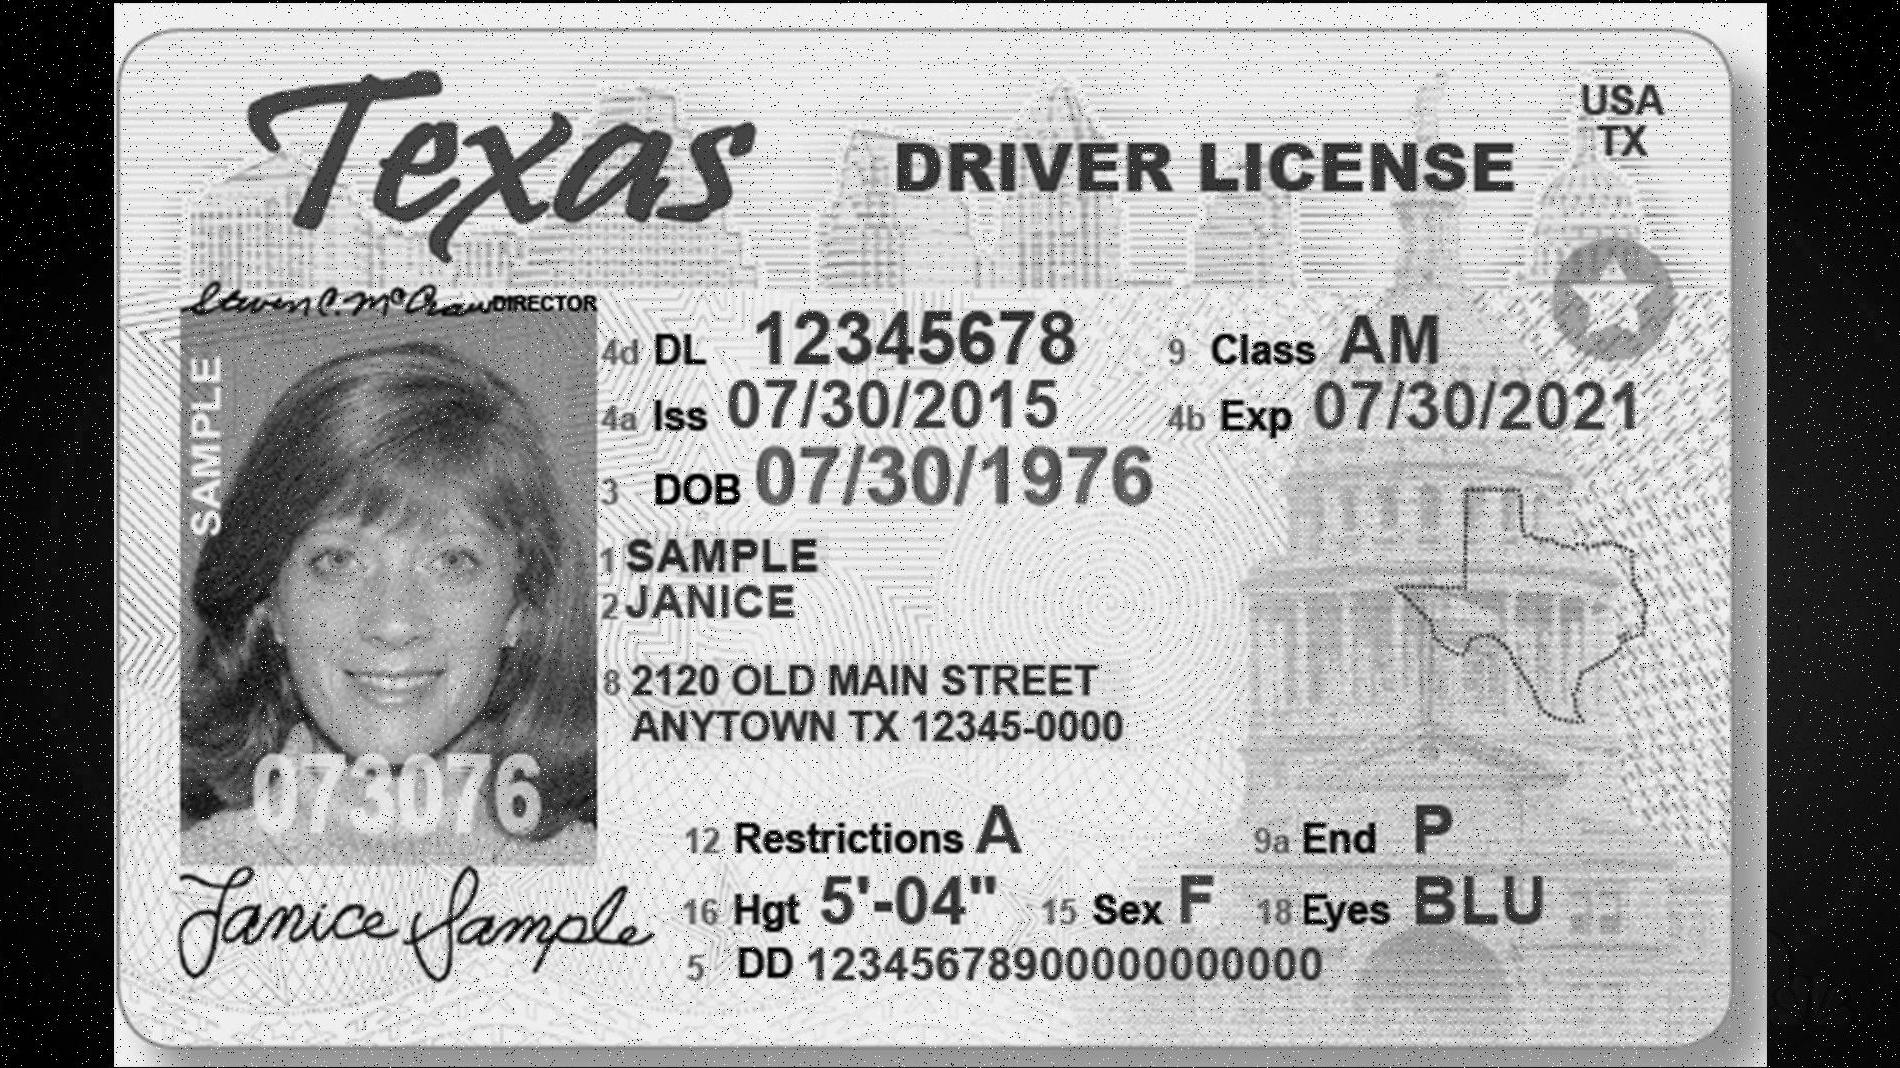 Texas
DRIVER LICENSE
USA
TX
Steven C. McCraw DIRECTOR
SAMPLE
4d DL 12345678
9 Class AM
4a Iss 07/30/2015
4b Exp 07/30/2021
3 DOB 07/30/1976
1 SAMPLE
2 JANICE
8 2120 OLD MAIN STREET
ANYTOWN TX 12345-0000
073076
12 Restrictions A
9a End P
16 Hgt 5'-04" 15 Sex F 18 Eyes BLU
Janice Sample
5 DD 12345678900000000000